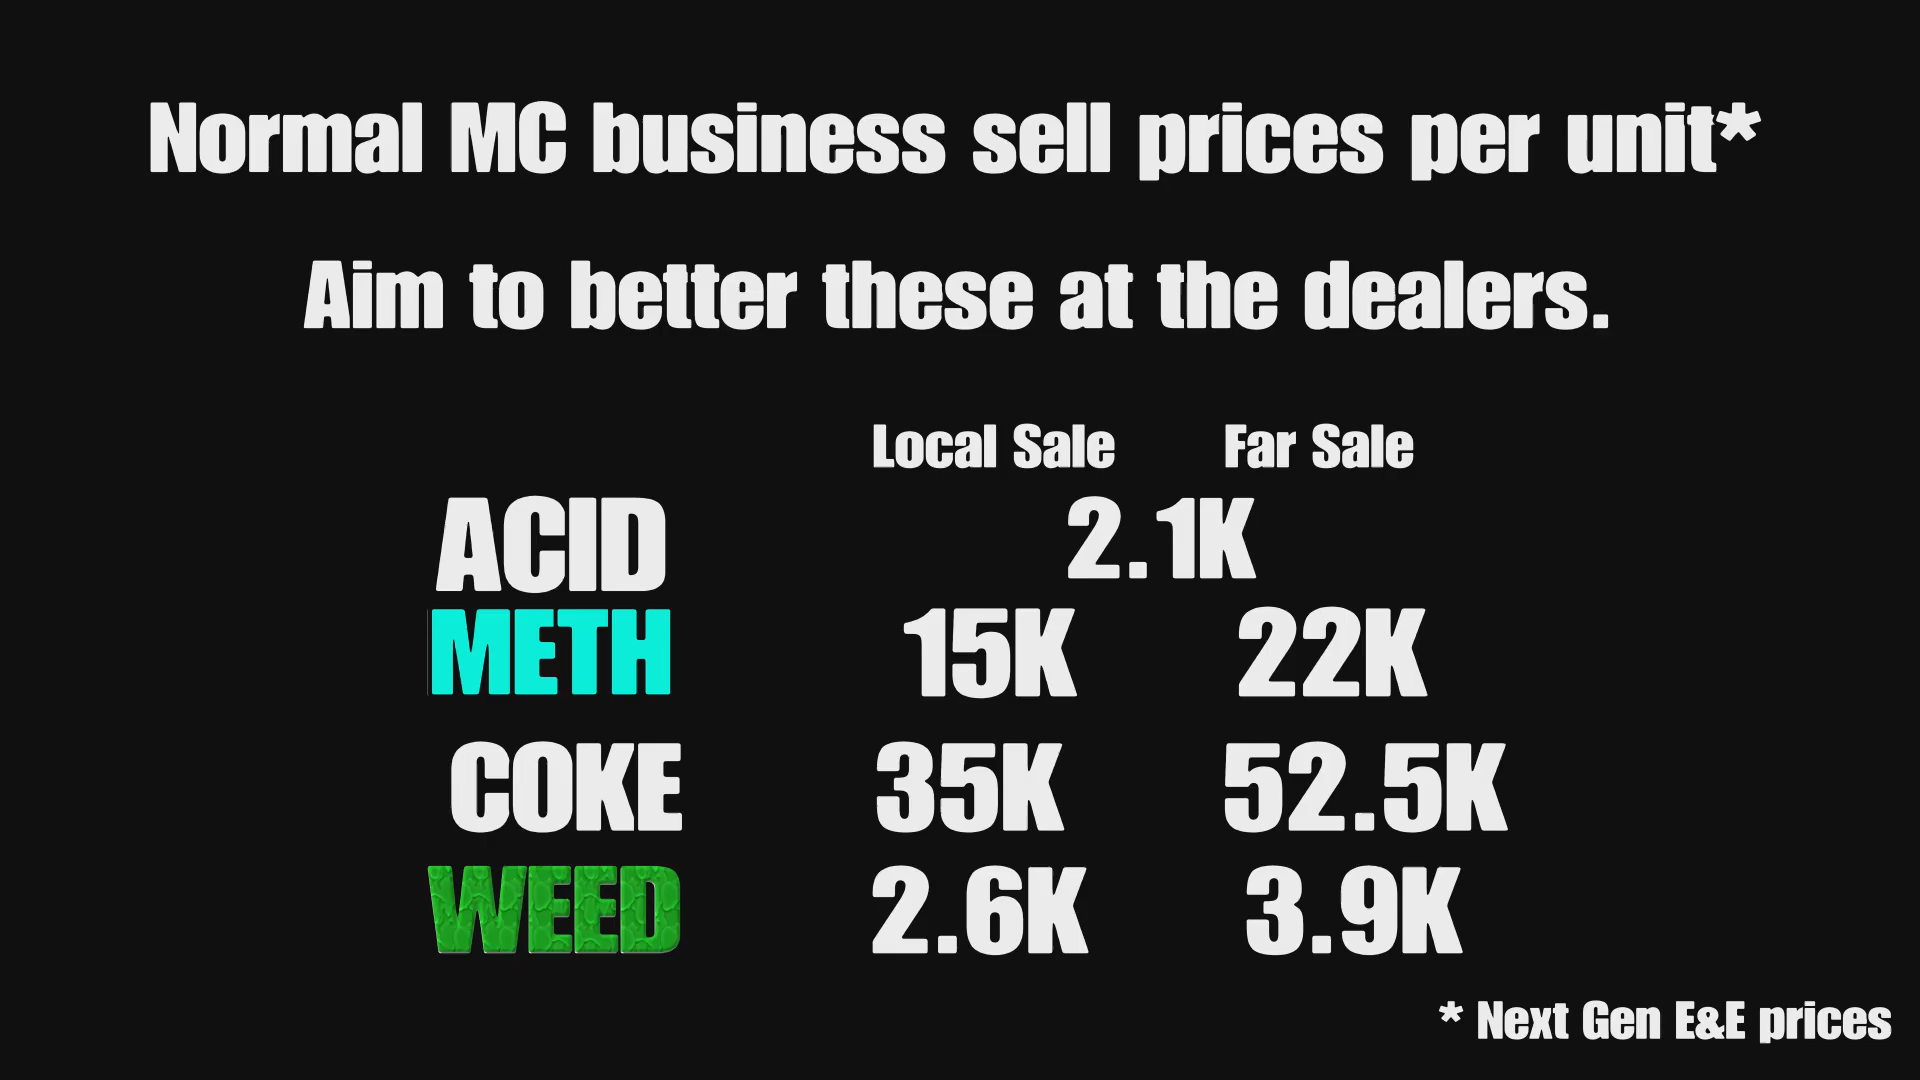 Normal MC business sell prices per unit*
Aim to better these at the dealers.
Local Sale Far Sale
ACID 2.1K
METH 15K 22K
COKE 35K 52.5K
WEED 2.6K 3.9K
* Next Gen E&E prices